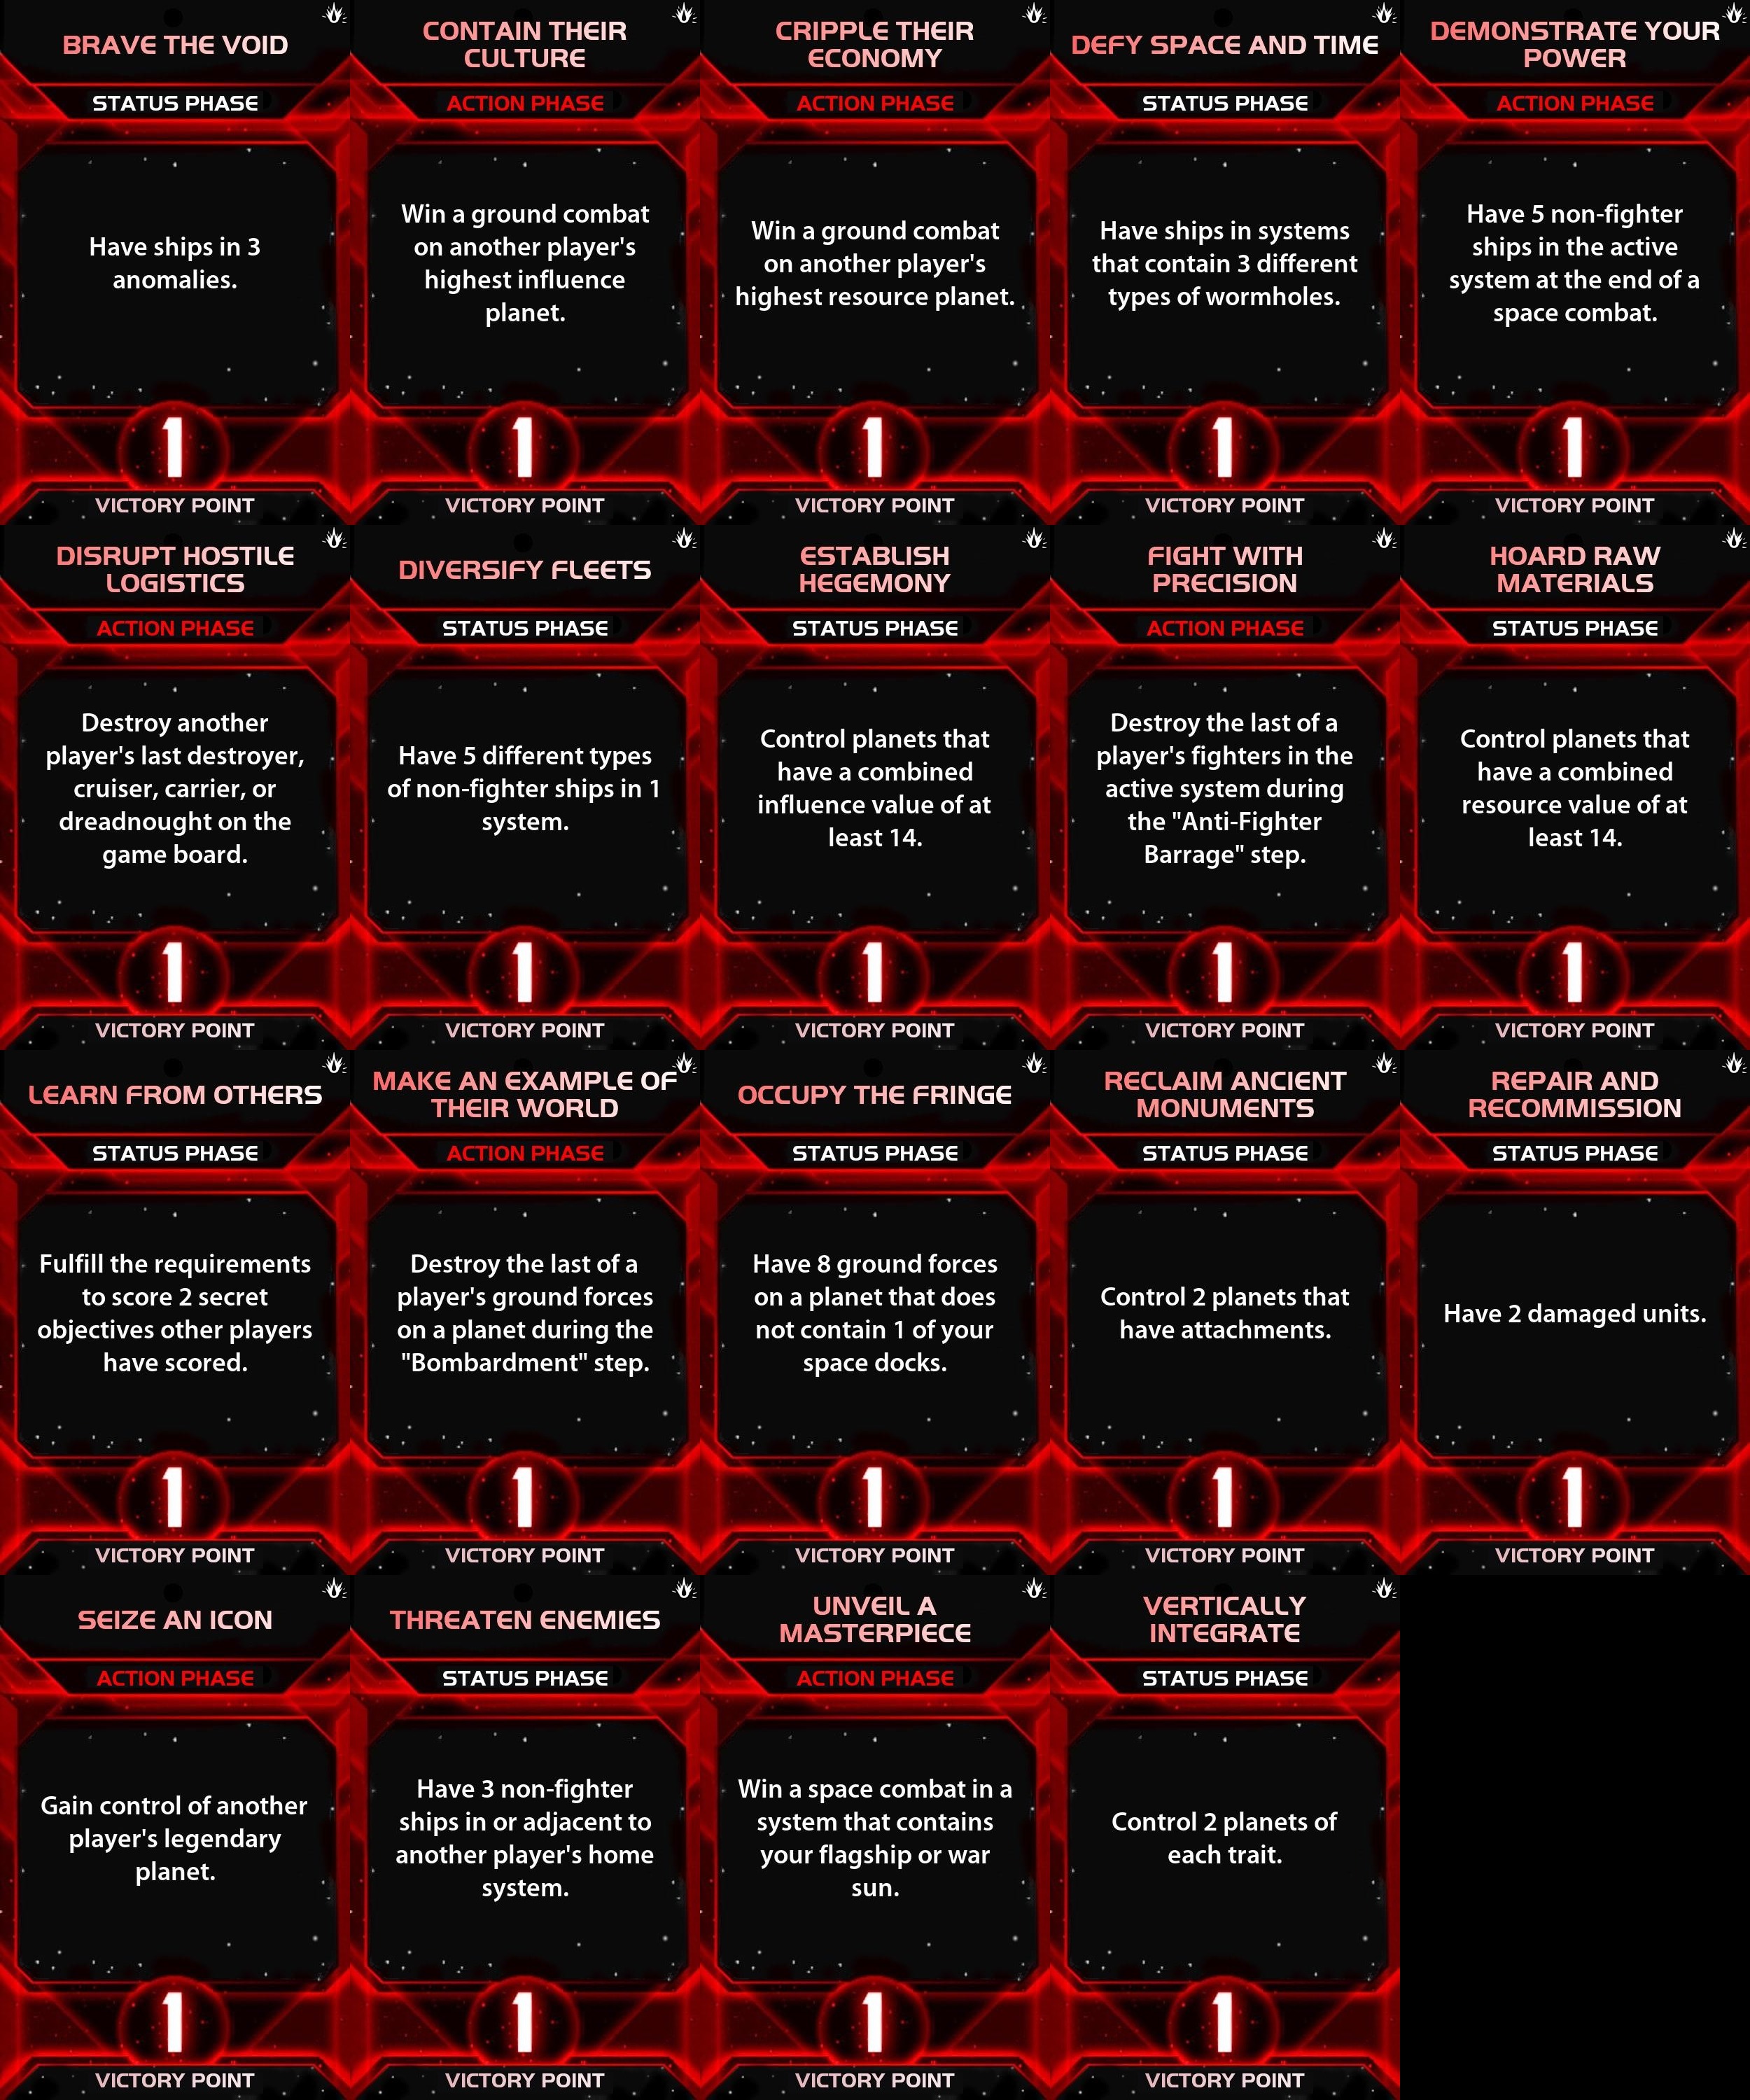 BRAVE THE VOID
STATUS PHASE
Have ships in 3
anomalies.
1
VICTORY POINT
CONTAIN THEIR
CULTURE
ACTION PHASE
Win a ground combat
on another player's
highest influence
planet.
1
VICTORY POINT
CRIPPLE THEIR
ECONOMY
ACTION PHASE
Win a ground combat
on another player's
highest resource planet.
1
VICTORY POINT
DEFY SPACE AND TIME
STATUS PHASE
Have ships in systems
that contain 3 different
types of wormholes.
1
VICTORY POINT
DEMONSTRATE YOUR
POWER
ACTION PHASE
Have 5 non-fighter
ships in the active
system at the end of a
space combat.
1
VICTORY POINT
DISRUPT HOSTILE
LOGISTICS
ACTION PHASE
Destroy another
player's last destroyer,
cruiser, carrier, or
dreadnought on the
game board.
1
VICTORY POINT
DIVERSIFY FLEETS
STATUS PHASE
Have 5 different types
of non-fighter ships in 1
system.
1
VICTORY POINT
ESTABLISH
HEGEMONY
STATUS PHASE
Control planets that
have a combined
influence value of at
least 14.
1
VICTORY POINT
FIGHT WITH
PRECISION
ACTION PHASE
Destroy the last of a
player's fighters in the
active system during
the "Anti-Fighter
Barrage" step.
1
VICTORY POINT
HOARD RAW
MATERIALS
STATUS PHASE
Control planets that
have a combined
resource value of at
least 14.
1
VICTORY POINT
LEARN FROM OTHERS
STATUS PHASE
Fulfill the requirements
to score 2 secret
objectives other players
have scored.
1
VICTORY POINT
MAKE AN EXAMPLE OF
THEIR WORLD
ACTION PHASE
Destroy the last of a
player's ground forces
on a planet during the
"Bombardment" step.
1
VICTORY POINT
OCCUPY THE FRINGE
STATUS PHASE
Have 8 ground forces
on a planet that does
not contain 1 of your
space docks.
1
VICTORY POINT
RECLAIM ANCIENT
MONUMENTS
STATUS PHASE
Control 2 planets that
have attachments.
1
VICTORY POINT
REPAIR AND
RECOMMISSION
STATUS PHASE
Have 2 damaged units.
1
VICTORY POINT
SEIZE AN ICON
ACTION PHASE
Gain control of another
player's legendary
planet.
1
VICTORY POINT
THREATEN ENEMIES
STATUS PHASE
Have 3 non-fighter
ships in or adjacent to
another player's home
system.
1
VICTORY POINT
UNVEIL A
MASTERPIECE
ACTION PHASE
Win a space combat in a
system that contains
your flagship or war
sun.
1
VICTORY POINT
VERTICALLY
INTEGRATE
STATUS PHASE
Control 2 planets of
each trait.
1
VICTORY POINT